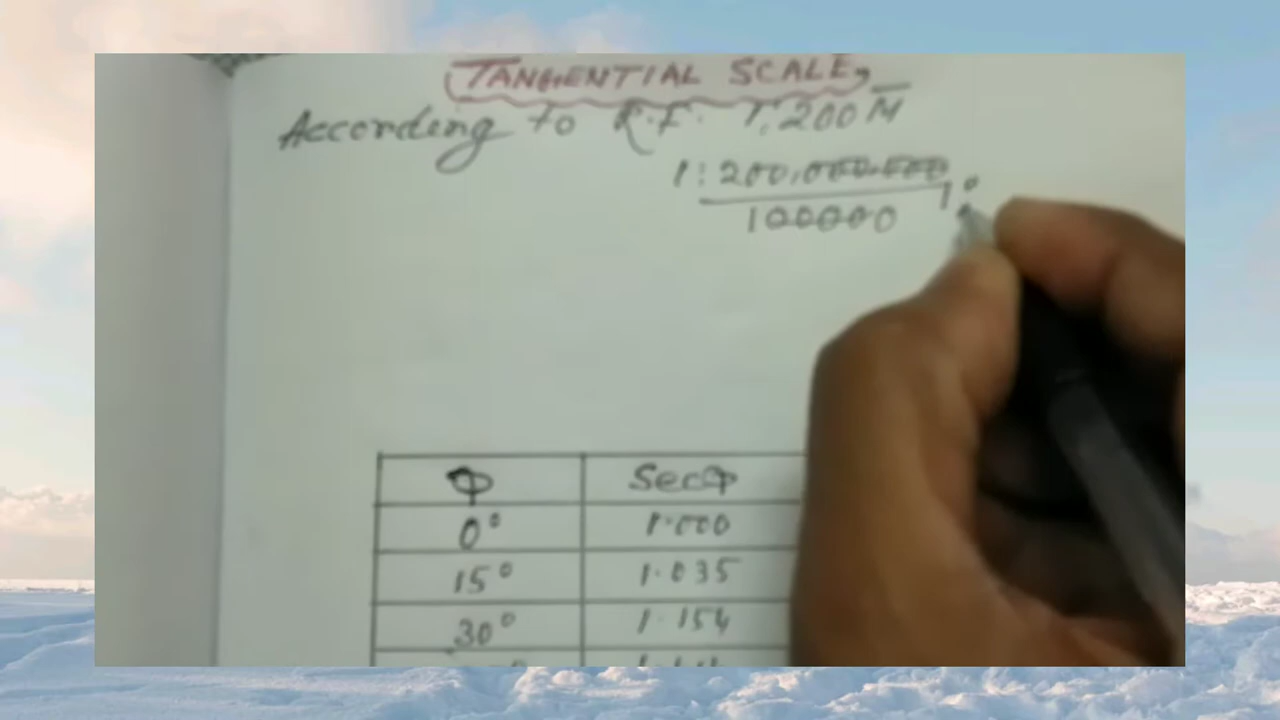 TANGENTIAL SCALE,
According to R.F. 1:200 M
1:200,000,000
100000
1:
Φ SecΦ
0° 1.000
15° 1.035
30° 1.154